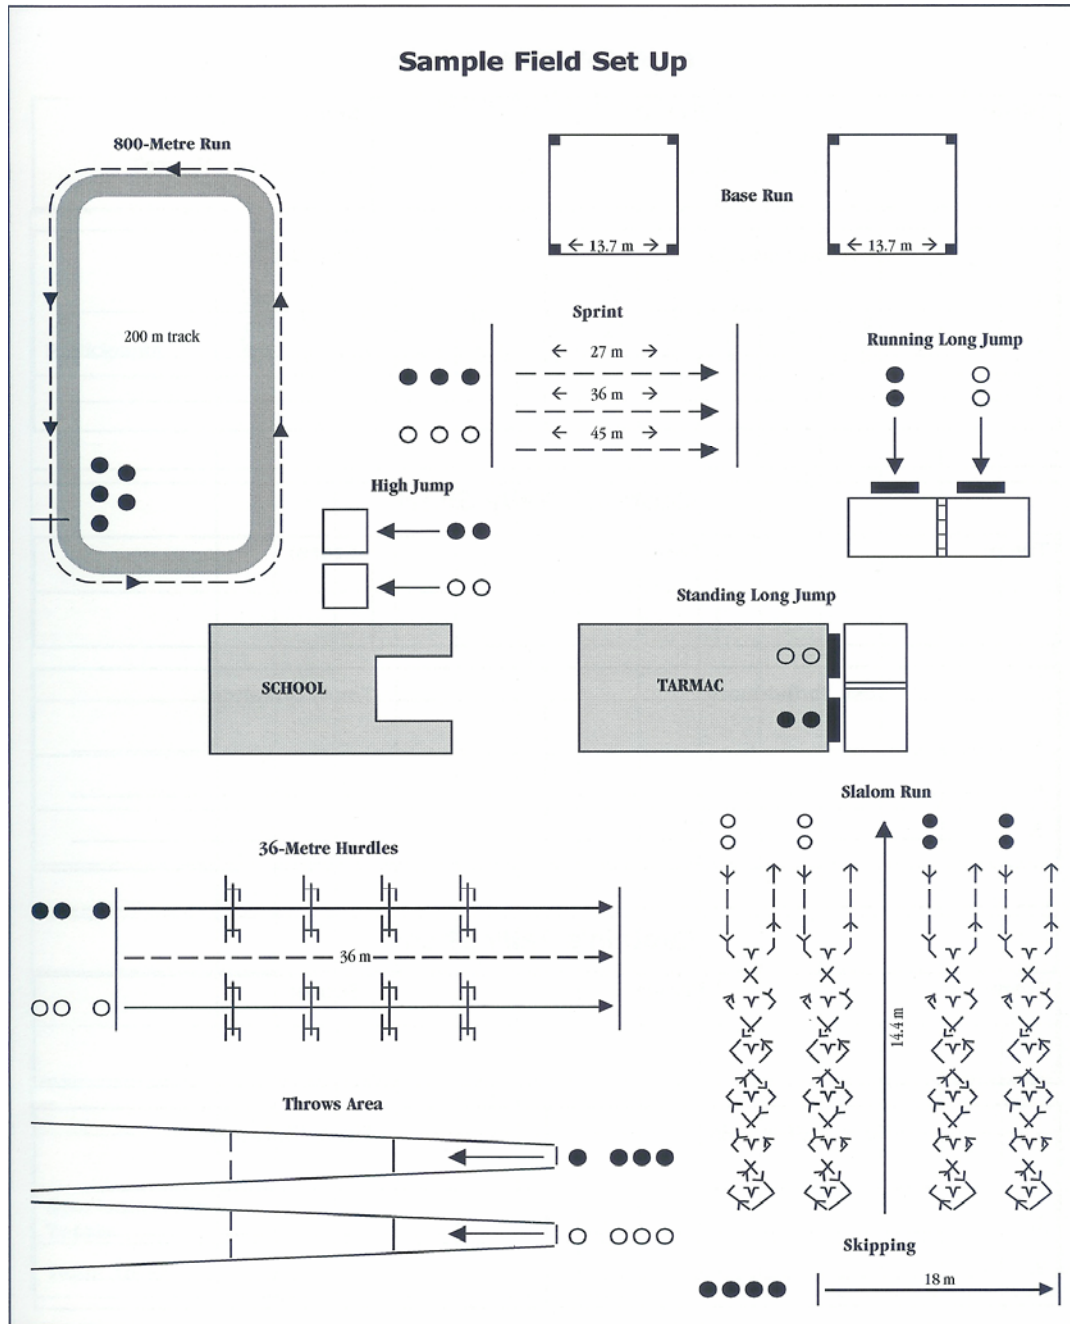 Sample Field Set Up
800-Metre Run
200 m track
Base Run
13.7 m
13.7 m
Sprint
27 m
36 m
45 m
Running Long Jump
High Jump
Standing Long Jump
SCHOOL
TARMAC
Slalom Run
14.4 m
36-Metre Hurdles
36 m
Throws Area
Skipping
18 m